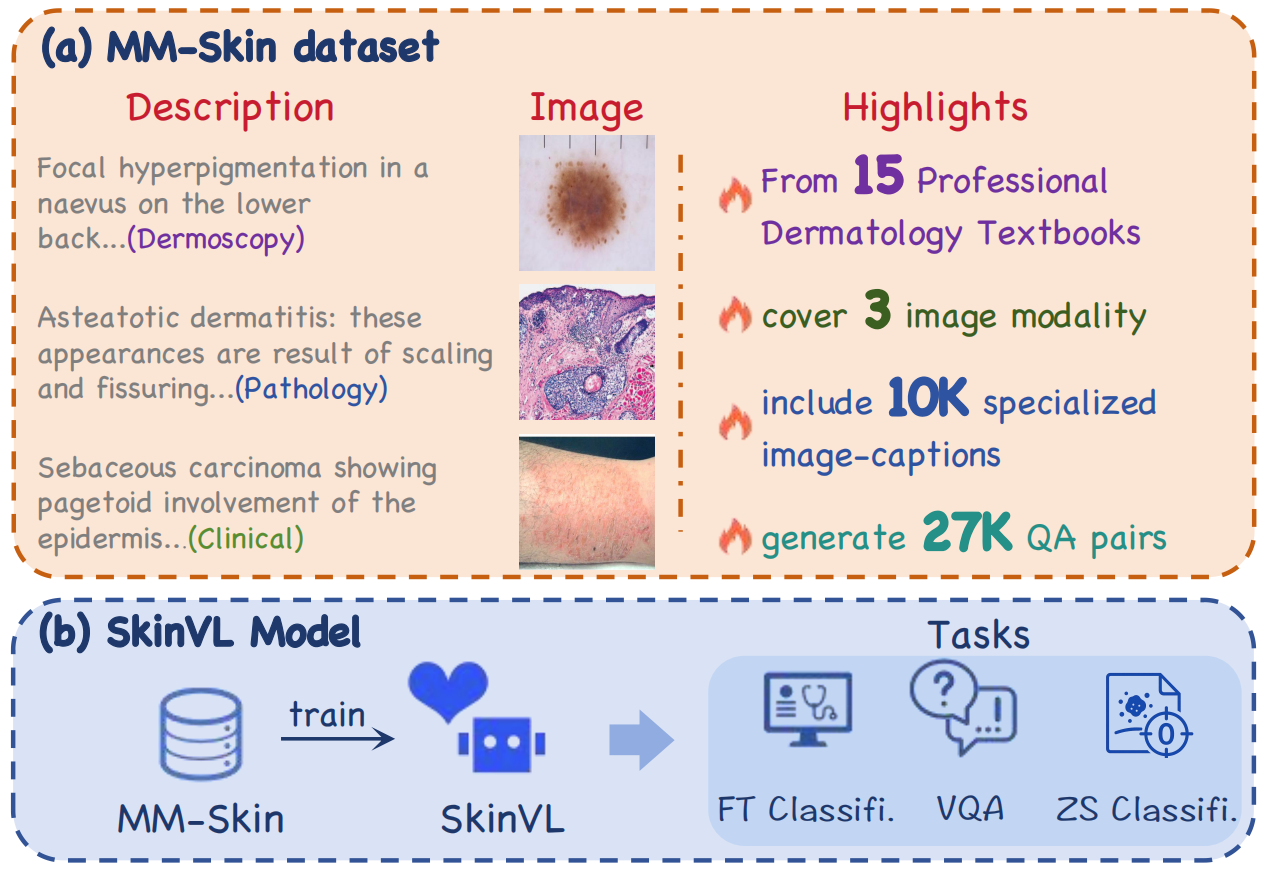 (a) MM-Skin dataset
Description
Image
Highlights
Focal hyperpigmentation in a
naevus on the lower
back...(Dermoscopy)
Asteatotic dermatitis: these
appearances are result of scaling
and fissuring...(Pathology)
Sebaceous carcinoma showing
pagetoid involvement of the
epidermis...(Clinical)
From 15 Professional
Dermatology Textbooks
cover 3 image modality
include 10K specialized
image-captions
generate 27K QA pairs
(b) SkinVL Model
Tasks
train
MM-Skin
SkinVL
? !
0
FT Classifi.
VQA
ZS Classifi.